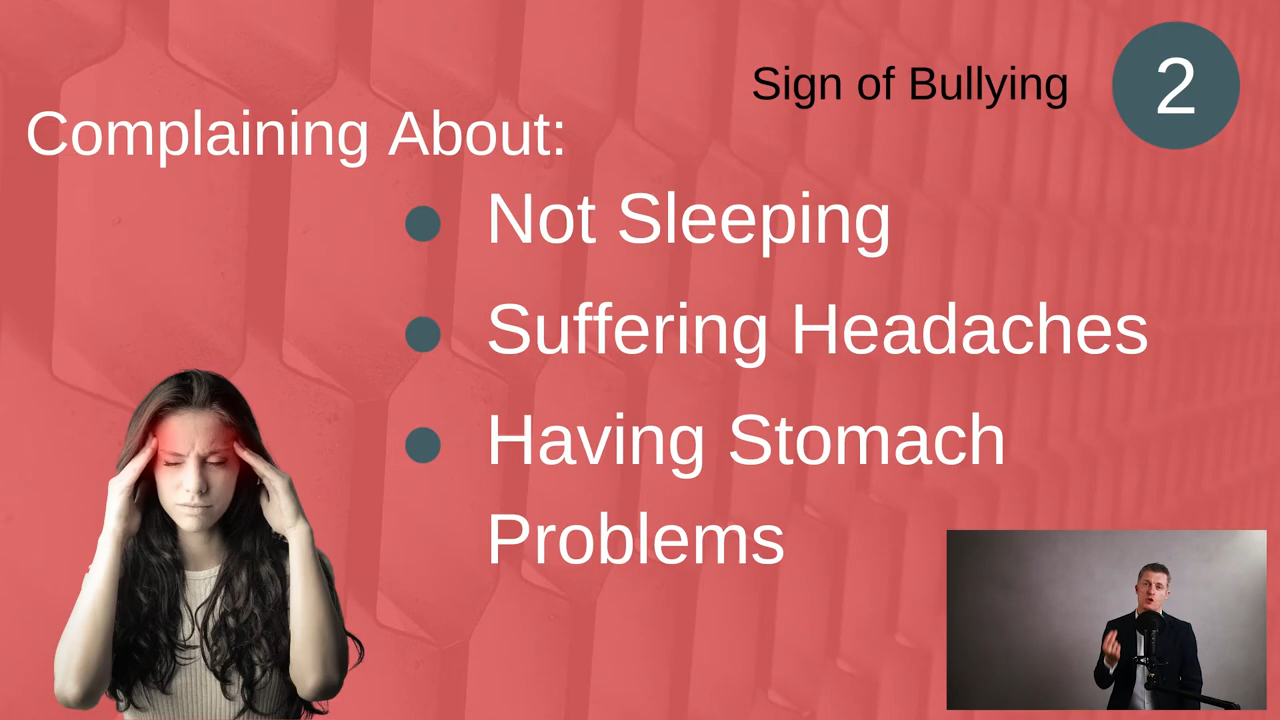 Sign of Bullying
2
Complaining About:
Not Sleeping
Suffering Headaches
Having Stomach
Problems